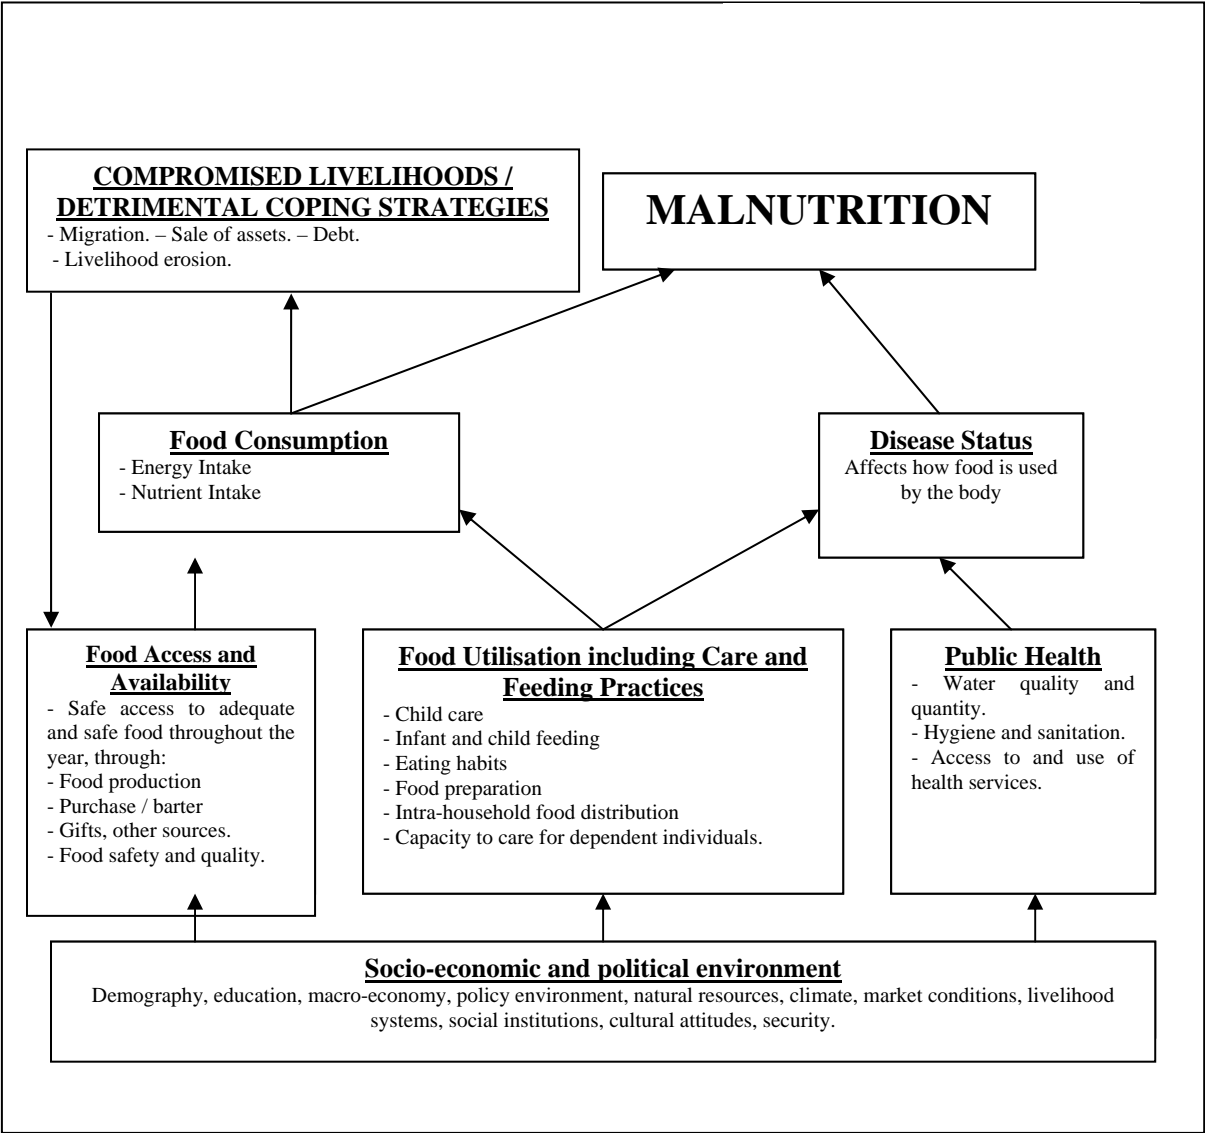 COMPROMISED LIVELIHOODS /
DETRIMENTAL COPING STRATEGIES
- Migration. – Sale of assets. – Debt.
- Livelihood erosion.
MALNUTRITION
Food Consumption
- Energy Intake
- Nutrient Intake
Disease Status
Affects how food is used
by the body
Food Access and
Availability
- Safe access to adequate
and safe food throughout the
year, through:
- Food production
- Purchase / barter
- Gifts, other sources.
- Food safety and quality.
Food Utilisation including Care and
Feeding Practices
- Child care
- Infant and child feeding
- Eating habits
- Food preparation
- Intra-household food distribution
- Capacity to care for dependent individuals.
Public Health
- Water quality and
quantity.
- Hygiene and sanitation.
- Access to and use of
health services.
Socio-economic and political environment
Demography, education, macro-economy, policy environment, natural resources, climate, market conditions, livelihood
systems, social institutions, cultural attitudes, security.